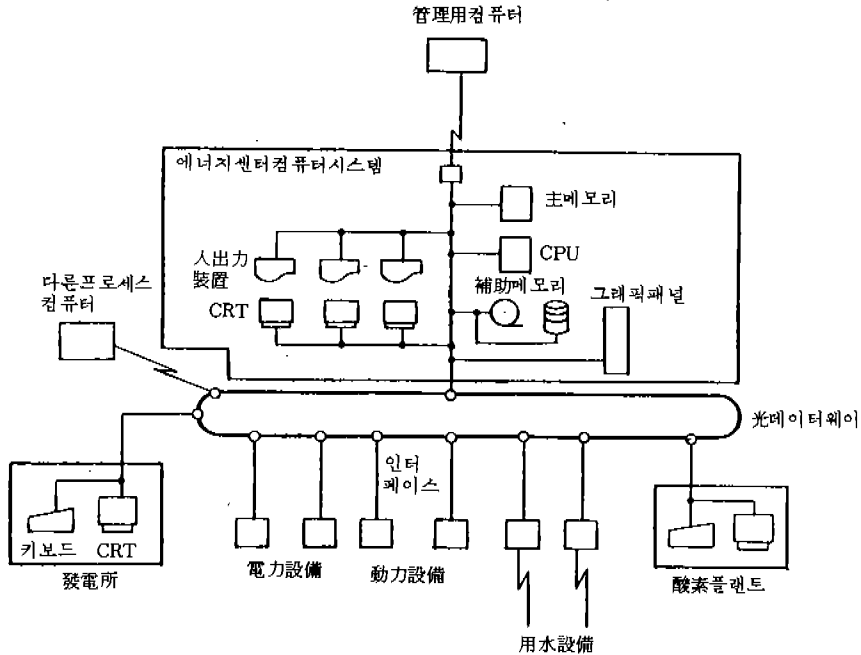 管理用컴퓨터
에너지센터컴퓨터시스템
主메모리
CPU
人出力
裝置
補助메모리
그래픽패널
CRT
다른프로세스
컴퓨터
光데이터웨이
인터
페이스
키보드
CRT
發電所
電力設備
動力設備
用水設備
酸素플랜트